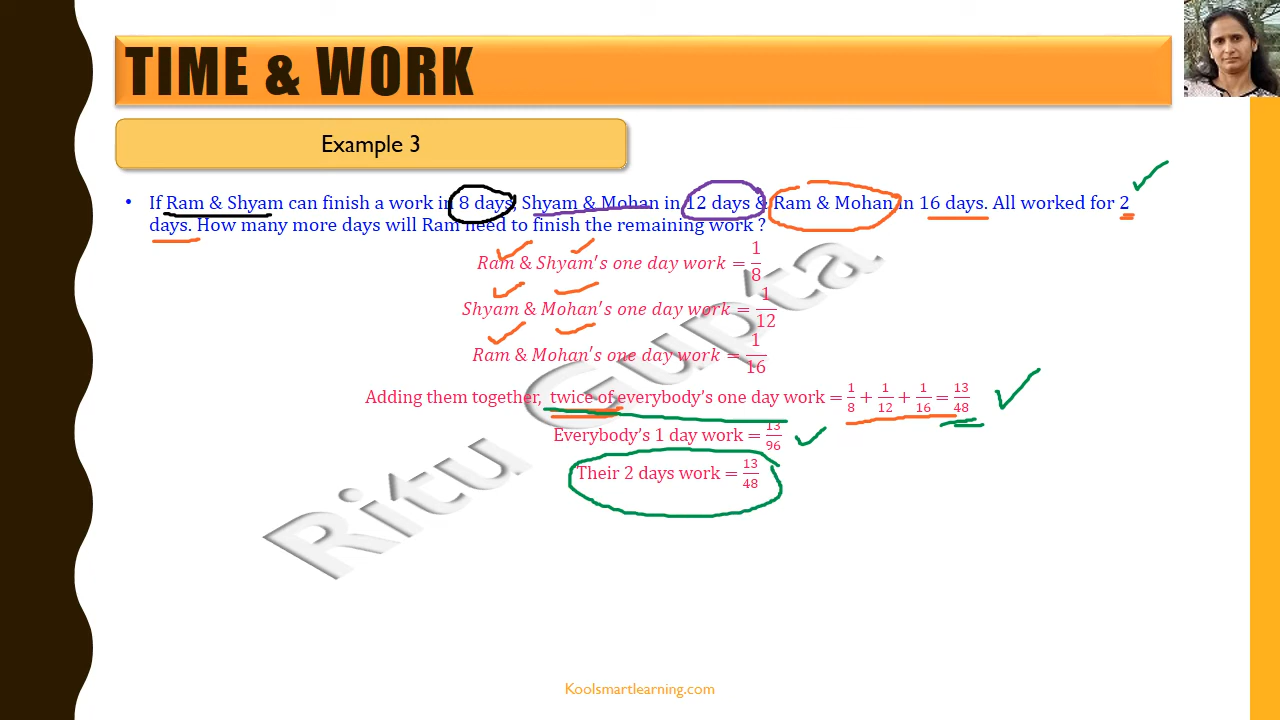 TIME & WORK
Example 3
• If Ram & Shyam can finish a work in 8 days, Shyam & Mohan in 12 days & Ram & Mohan in 16 days. All worked for 2
days. How many more days will Ram need to finish the remaining work ?
Ram & Shyam's one day work = 1/8
Shyam & Mohan's one day work = 1/12
Ram & Mohan's one day work = 1/16
Adding them together, twice of everybody's one day work = 1/8 + 1/12 + 1/16 = 13/48
Everybody's 1 day work = 13/96
Their 2 days work = 13/48
Ritu Gupta
Koolsmartlearning.com